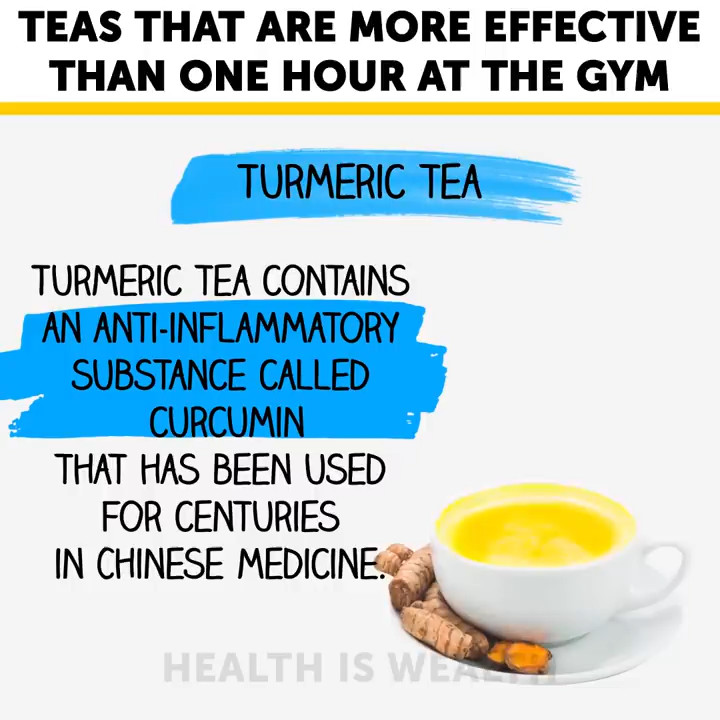 TEAS THAT ARE MORE EFFECTIVE
THAN ONE HOUR AT THE GYM
TURMERIC TEA
TURMERIC TEA CONTAINS
AN ANTI-INFLAMMATORY
SUBSTANCE CALLED
CURCUMIN
THAT HAS BEEN USED
FOR CENTURIES
IN CHINESE MEDICINE.
HEALTH IS WEALTH